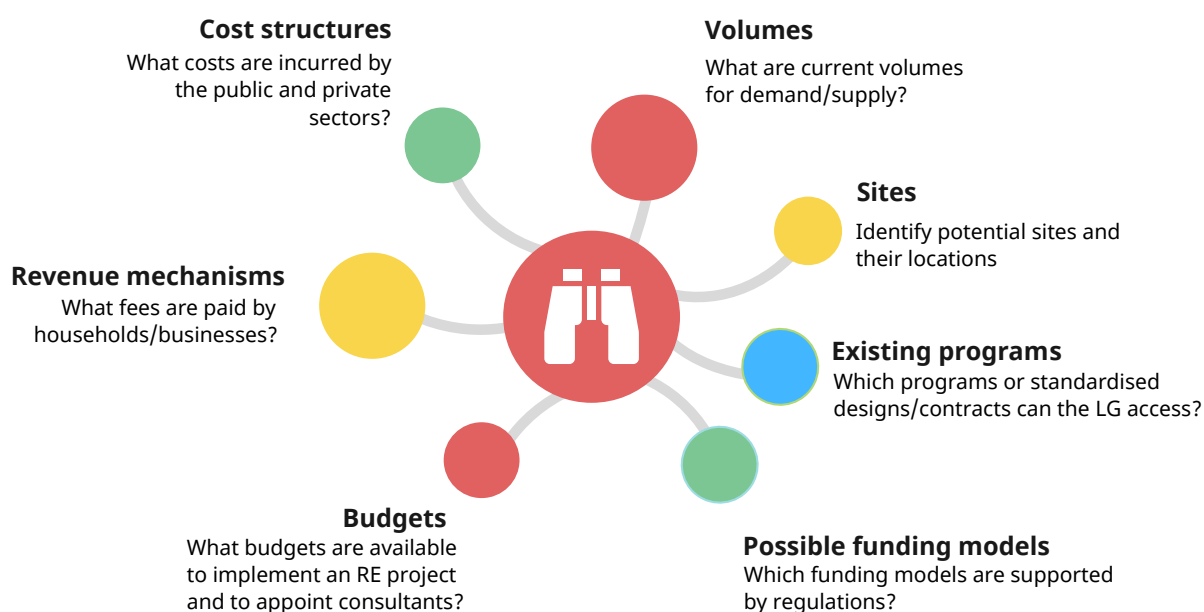 Cost structures
What costs are incurred by
the public and private
sectors?
Volumes
What are current volumes
for demand/supply?
Sites
Identify potential sites and
their locations
Revenue mechanisms
What fees are paid by
households/businesses?
Existing programs
Which programs or standardised
designs/contracts can the LG access?
Budgets
What budgets are available
to implement an RE project
and to appoint consultants?
Possible funding models
Which funding models are supported
by regulations?